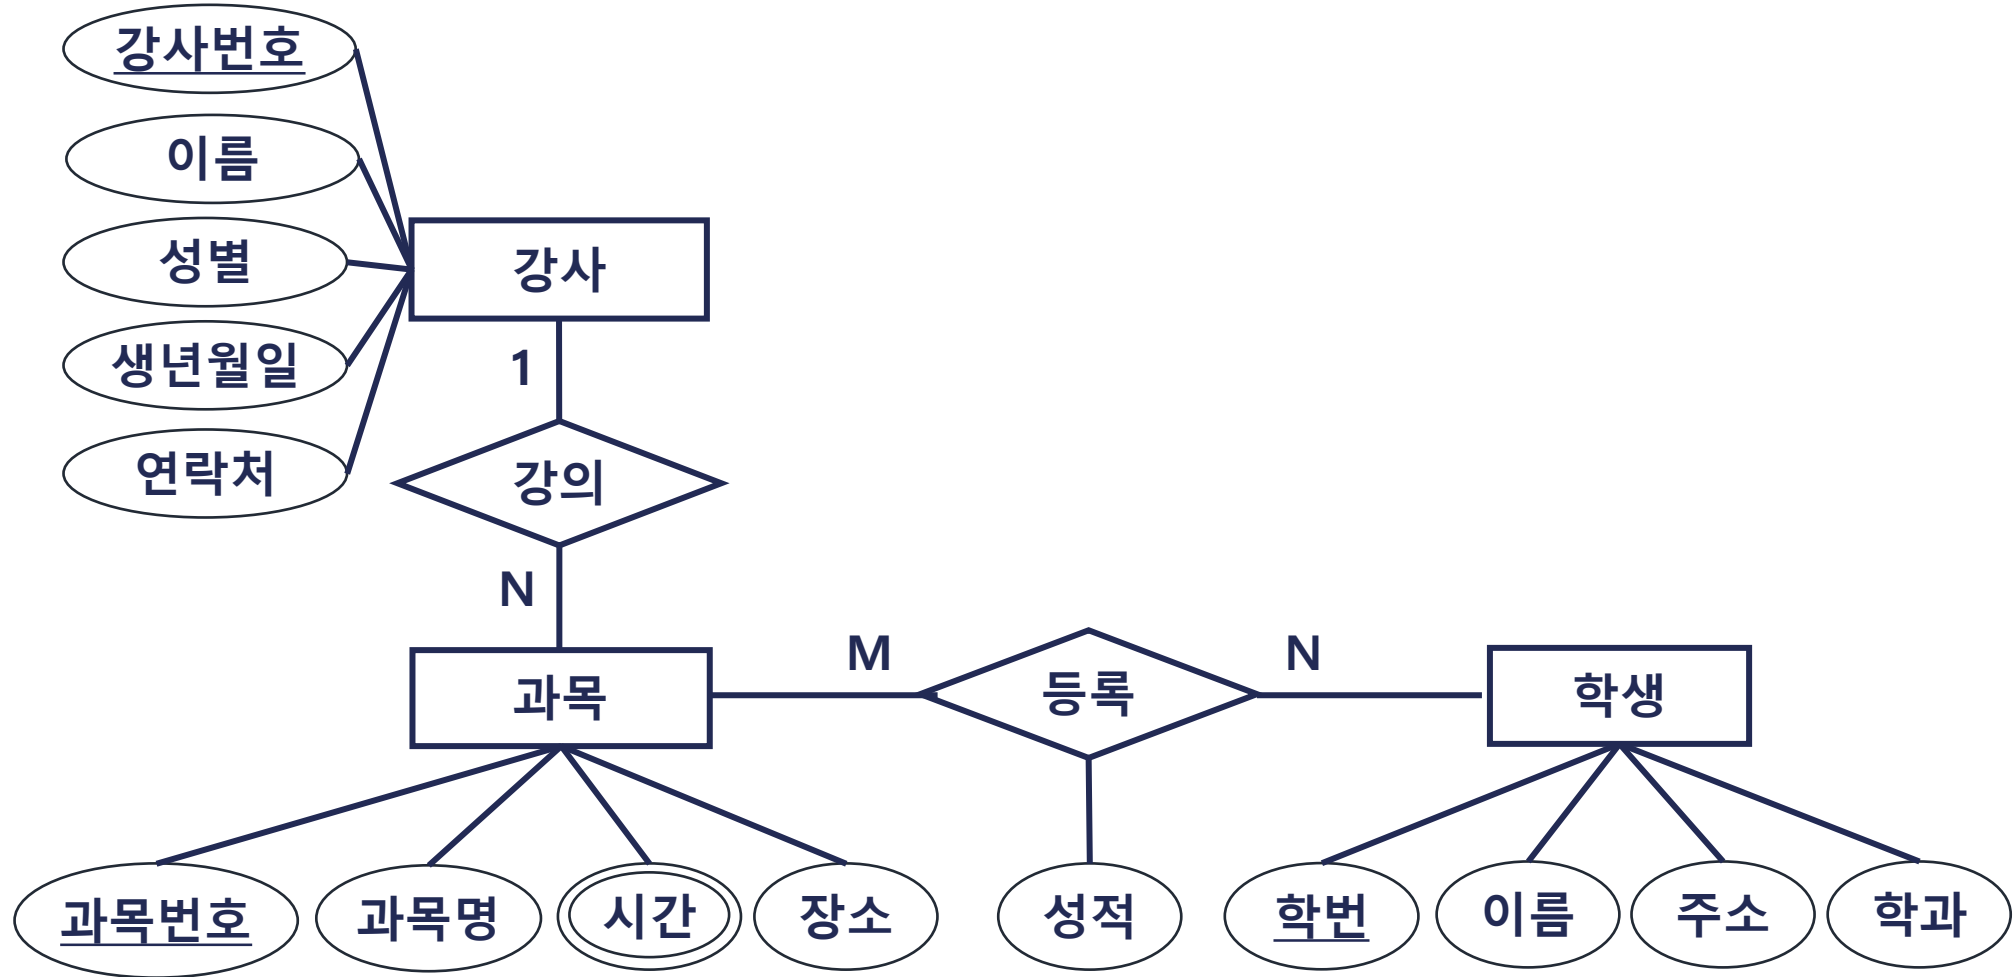 강사번호
이름
성별
생년월일
연락처
강사
1
강의
N
과목
M
등록
N
학생
과목번호
과목명
시간
장소
성적
학번
이름
주소
학과